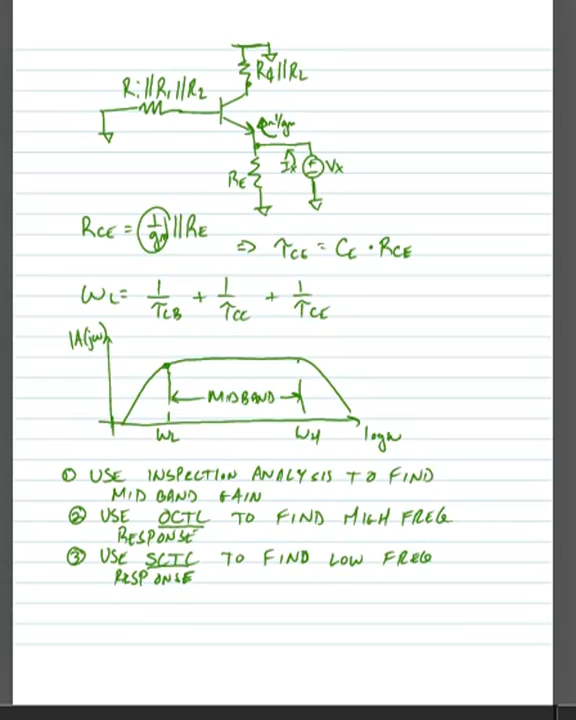 R4//RL
Ri//R1//R2
1/gm
RE
Ix
Vx
RCE = (1/gm)//RE
⇒ τCE = CE · RCE
ωL = 1/τCB + 1/τCC + 1/τCE
|A(jω)|
MIDBAND
ωL
ωH
logω
① USE INSPECTION ANALYSIS TO FIND
MID BAND GAIN
② USE OCTC TO FIND HIGH FREQ
RESPONSE
③ USE SCTC TO FIND LOW FREQ
RESPONSE